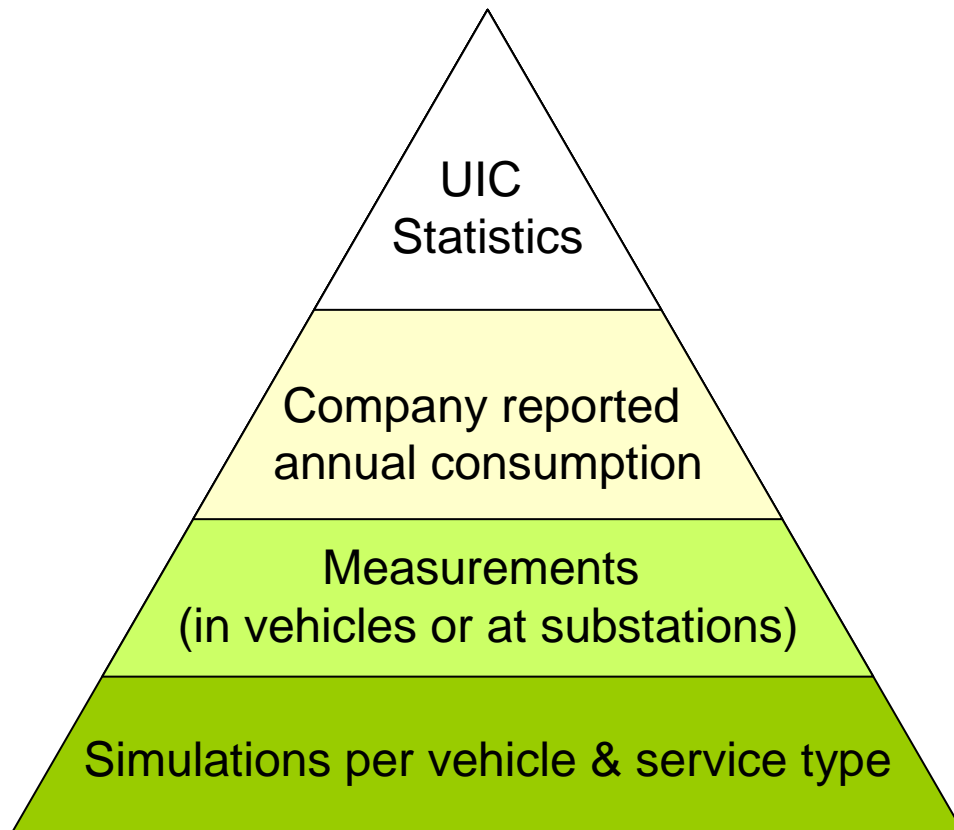 UIC
Statistics
Company reported
annual consumption
Measurements
(in vehicles or at substations)
Simulations per vehicle & service type